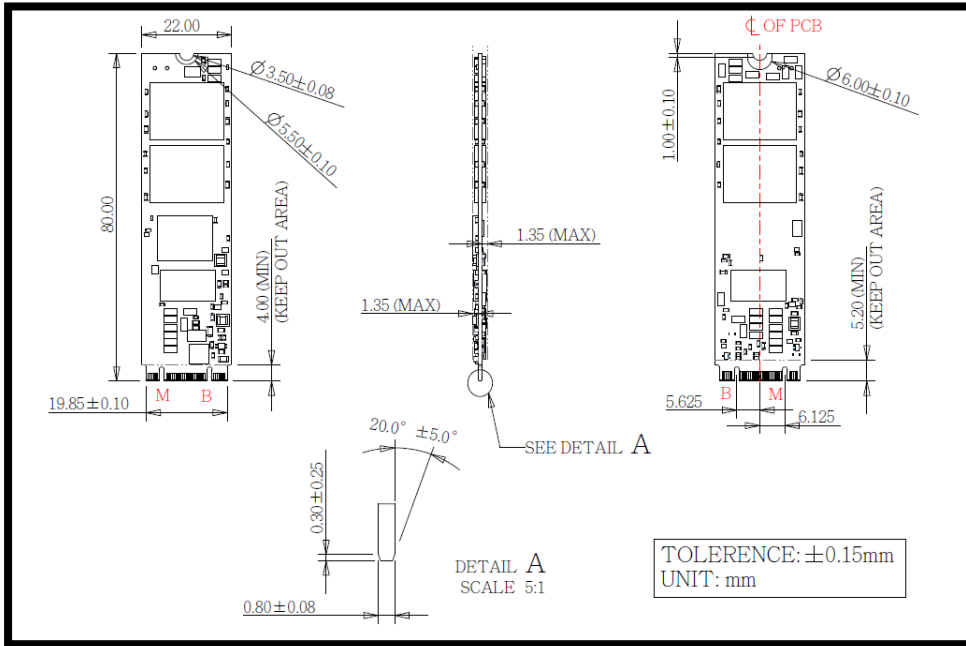 22.00
℄ OF PCB
Ø3.50±0.08
Ø5.50±0.10
Ø6.00±0.10
1.00±0.10
80.00
4.00 (MIN)
(KEEP OUT AREA)
1.35 (MAX)
1.35 (MAX)
5.20 (MIN)
(KEEP OUT AREA)
M B
B M
19.85±0.10
5.625
6.125
20.0° ±5.0°
SEE DETAIL A
0.30±0.25
DETAIL A
SCALE 5:1
0.80±0.08
TOLERENCE: ±0.15mm
UNIT: mm